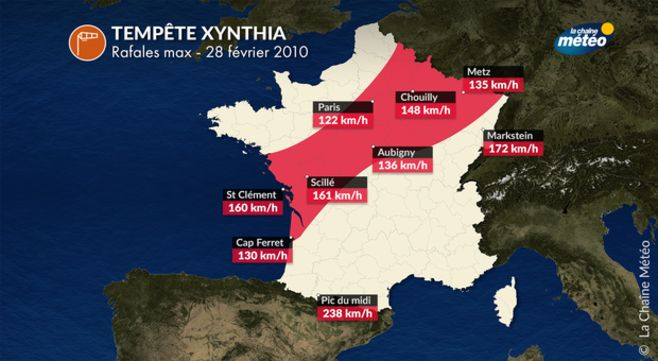 TEMPÊTE XYNTHIA
Rafales max - 28 février 2010
la chaîne
météo
Metz
135 km/h
Chouilly
148 km/h
Paris
122 km/h
Markstein
172 km/h
Aubigny
136 km/h
Scillé
161 km/h
St Clément
160 km/h
Cap Ferret
130 km/h
Pic du midi
238 km/h
© La Chaîne Météo